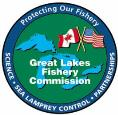 Protecting Our Fishery
Great Lakes
Fishery
Commission
SCIENCE • SEA LAMPREY CONTROL • PARTNERSHIPS